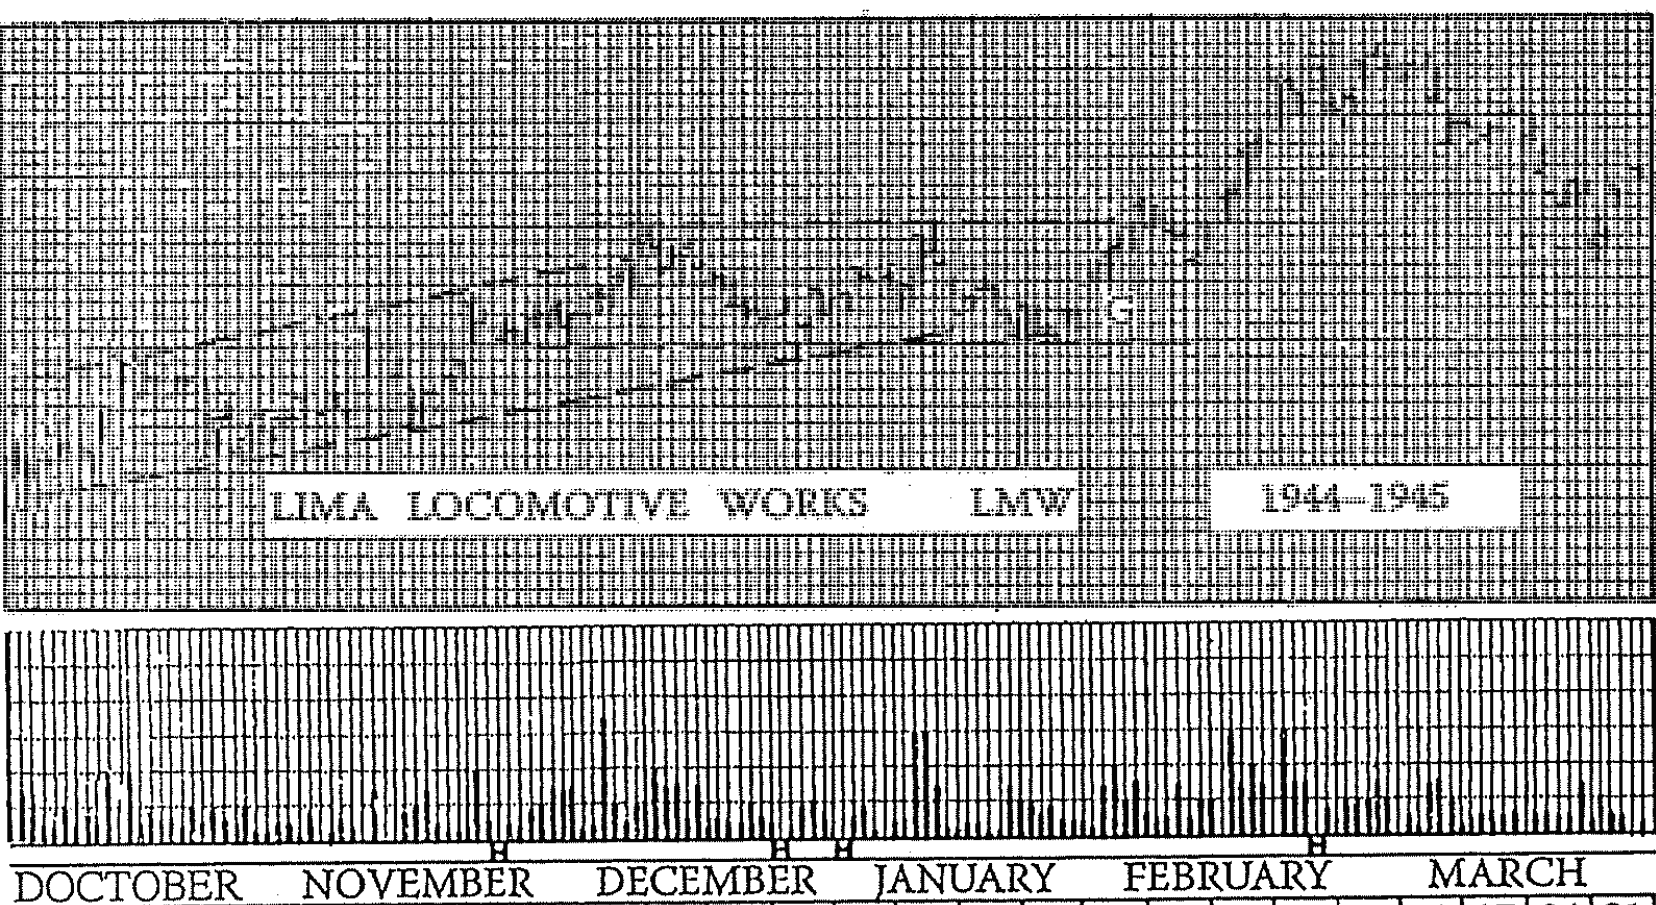 G
LIMA LOCOMOTIVE WORKS LMW 1944–1945
H H H H
DOCTOBER NOVEMBER DECEMBER JANUARY FEBRUARY MARCH